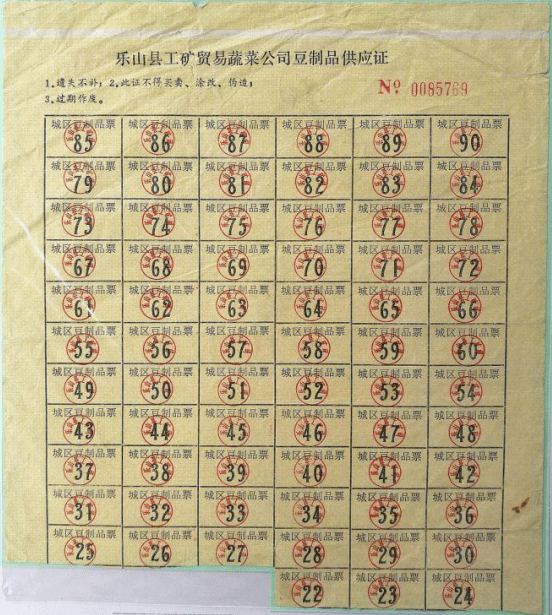 乐山县工矿贸易蔬菜公司豆制品供应证
1.遗失不补；2.此证不得买卖、涂改、伪造；
3.过期作废。
№ 0085769
城区豆制品票 城区豆制品票 城区豆制品票 城区豆制品票 城区豆制品票 城区豆制品票
85 86 87 88 89 90
城区豆制品票 城区豆制品票 城区豆制品票 城区豆制品票 城区豆制品票 城区豆制品票
79 80 81 82 83 84
城区豆制品票 城区豆制品票 城区豆制品票 城区豆制品票 城区豆制品票 城区豆制品票
73 74 75 76 77 78
城区豆制品票 城区豆制品票 城区豆制品票 城区豆制品票 城区豆制品票 城区豆制品票
67 68 69 70 71 72
城区豆制品票 城区豆制品票 城区豆制品票 城区豆制品票 城区豆制品票 城区豆制品票
61 62 63 64 65 66
城区豆制品票 城区豆制品票 城区豆制品票 城区豆制品票 城区豆制品票 城区豆制品票
55 56 57 58 59 60
城区豆制品票 城区豆制品票 城区豆制品票 城区豆制品票 城区豆制品票 城区豆制品票
49 50 51 52 53 54
城区豆制品票 城区豆制品票 城区豆制品票 城区豆制品票 城区豆制品票 城区豆制品票
43 44 45 46 47 48
城区豆制品票 城区豆制品票 城区豆制品票 城区豆制品票 城区豆制品票 城区豆制品票
37 38 39 40 41 42
城区豆制品票 城区豆制品票 城区豆制品票 城区豆制品票 城区豆制品票 城区豆制品票
31 32 33 34 35 36
城区豆制品票 城区豆制品票 城区豆制品票 城区豆制品票 城区豆制品票 城区豆制品票
25 26 27 28 29 30
城区豆制品票 城区豆制品票 城区豆制品票
22 23 24